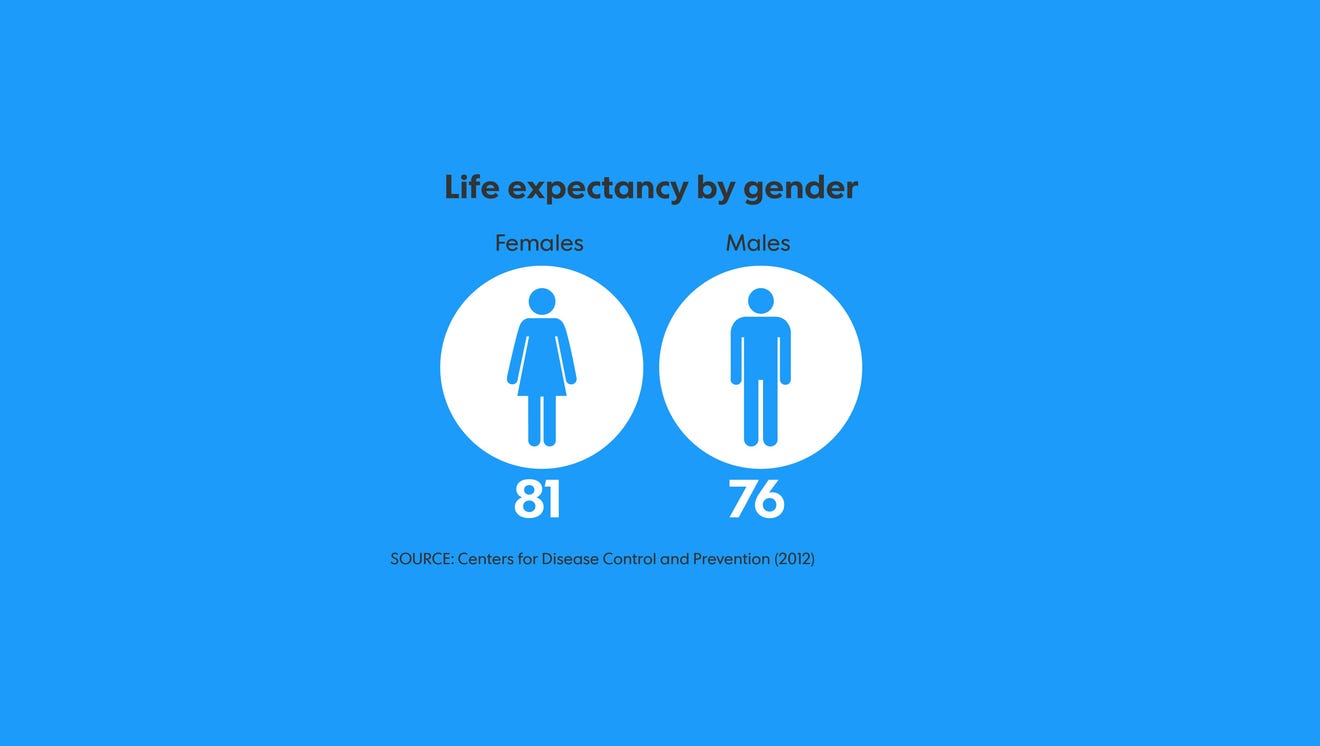 Life expectancy by gender
Females Males
81 76
SOURCE: Centers for Disease Control and Prevention (2012)